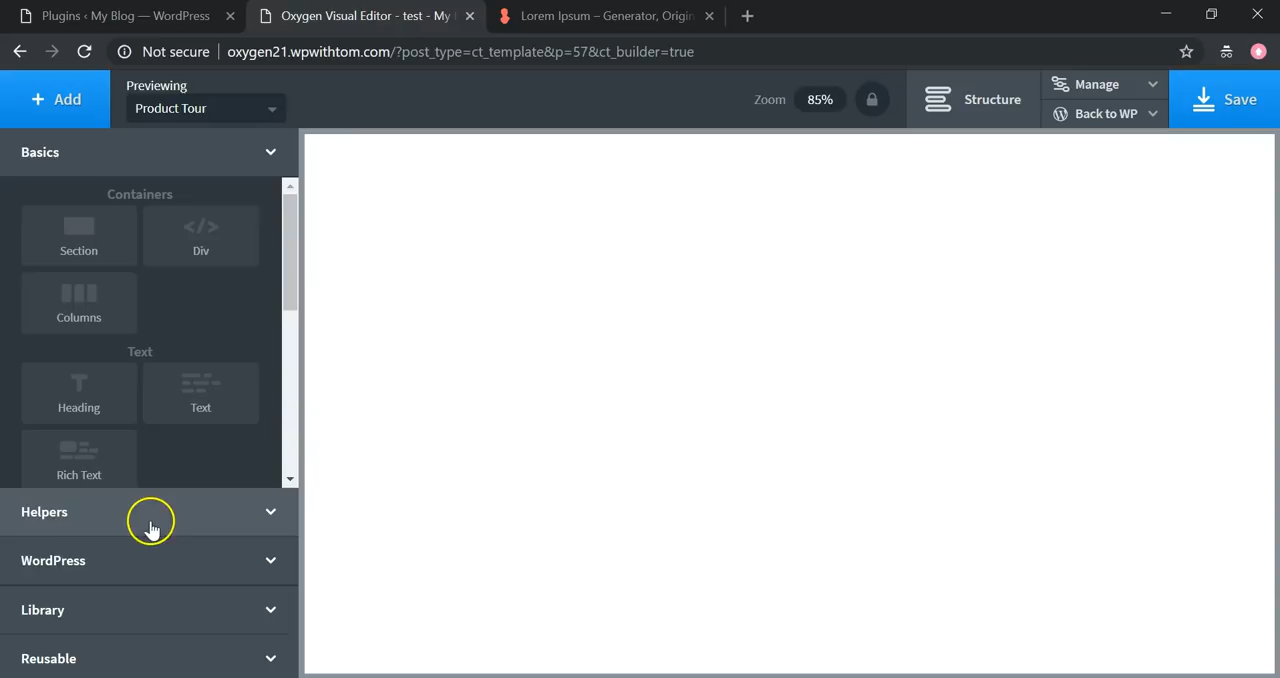 Plugins ‹ My Blog — WordPress
Oxygen Visual Editor - test - My
Lorem Ipsum – Generator, Origin
Not secure oxygen21.wpwithtom.com/?post_type=ct_template&p=57&ct_builder=true
+ Add
Previewing
Product Tour
Zoom 85%
Structure
Manage
Back to WP
Save
Basics
Containers
Section
</>
Div
Columns
Text
T
Heading
Text
Rich Text
Helpers
WordPress
Library
Reusable